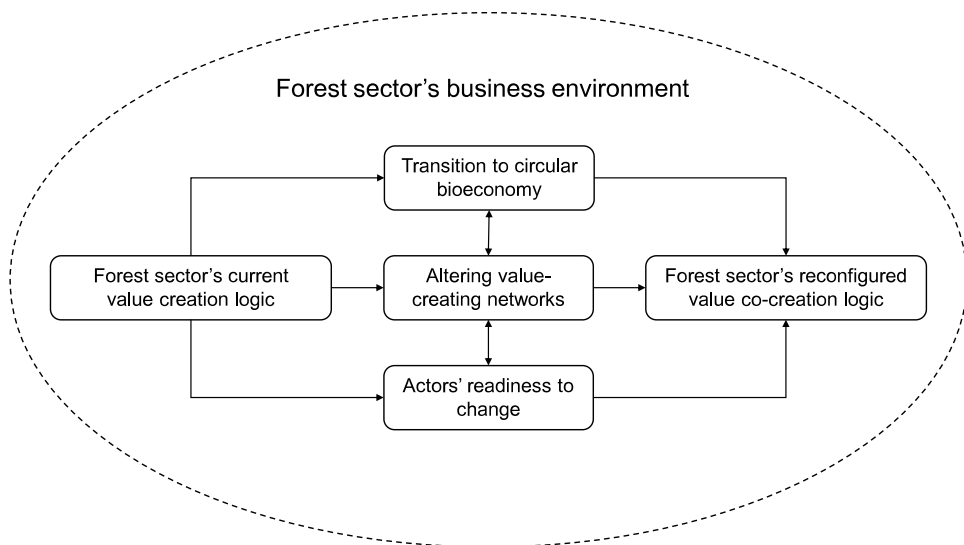 Forest sector’s business environment
Transition to circular
bioeconomy
Forest sector’s current
value creation logic
Altering value-
creating networks
Forest sector’s reconfigured
value co-creation logic
Actors’ readiness to
change